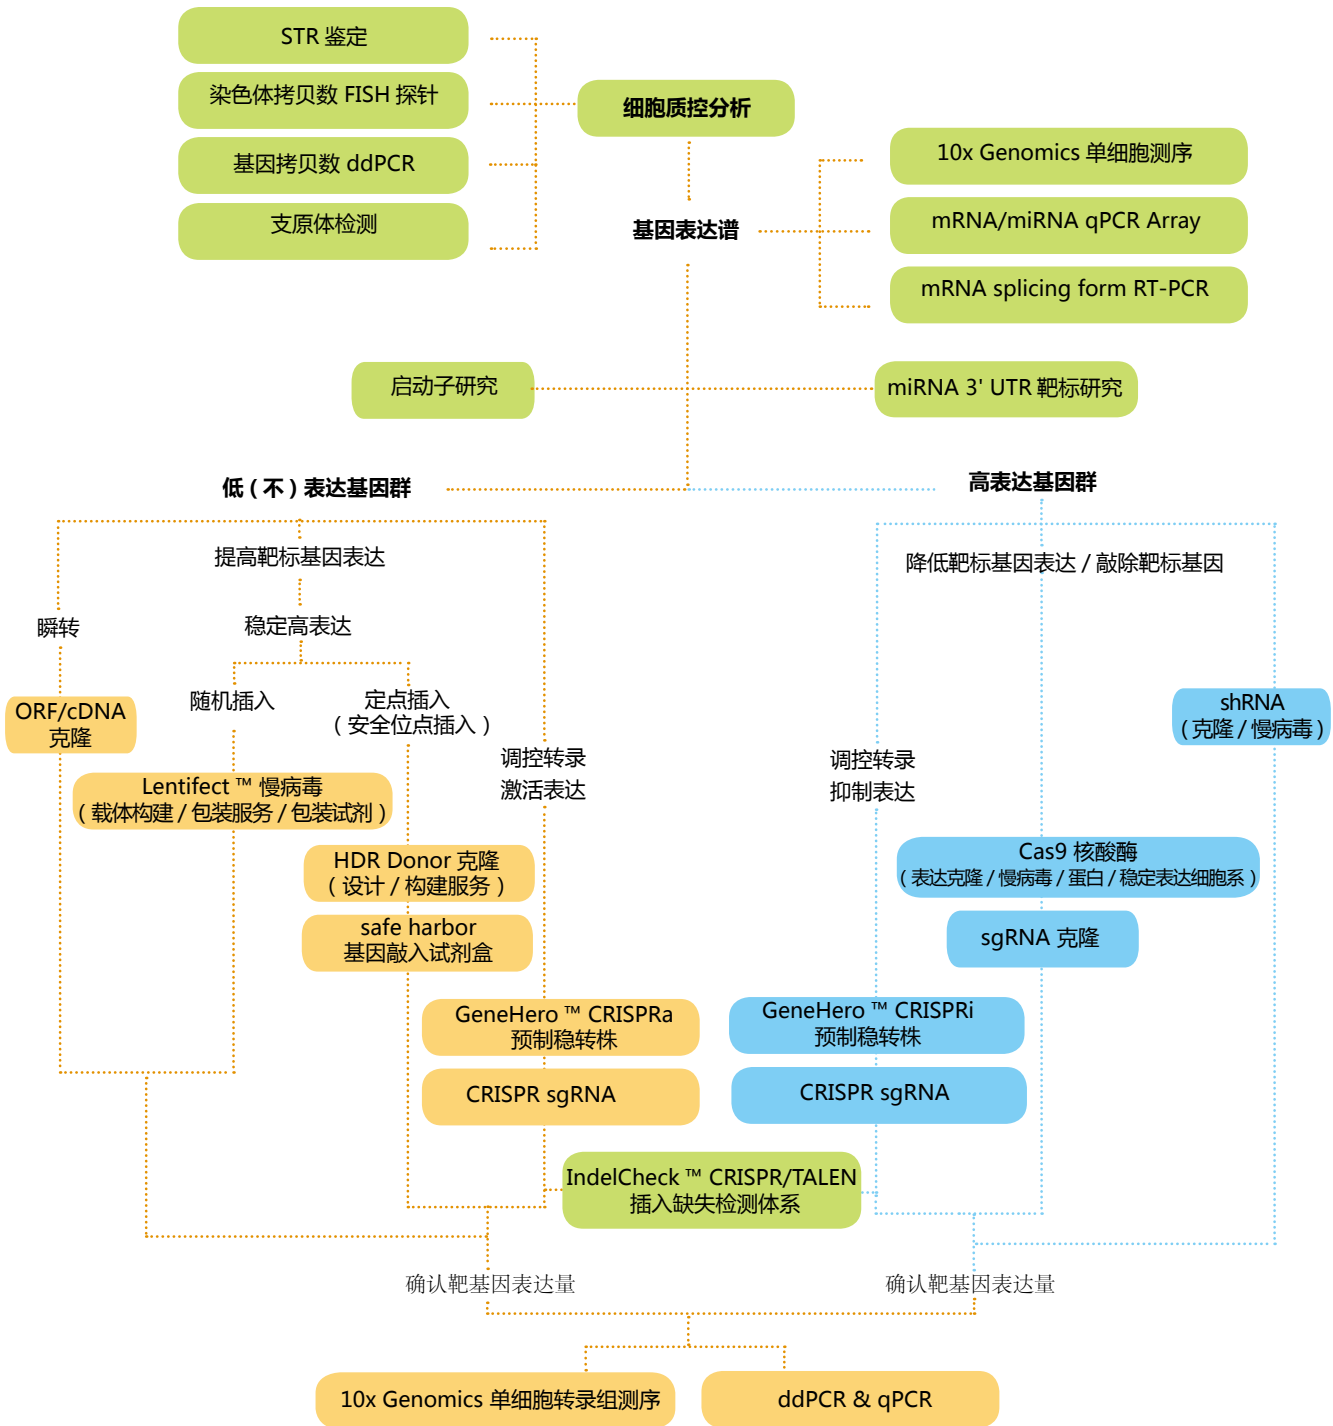 STR 鉴定
染色体拷贝数 FISH 探针
基因拷贝数 ddPCR
支原体检测
细胞质控分析
基因表达谱
10x Genomics 单细胞测序
mRNA/miRNA qPCR Array
mRNA splicing form RT-PCR
启动子研究
miRNA 3' UTR 靶标研究
低（不）表达基因群
高表达基因群
提高靶标基因表达
降低靶标基因表达 / 敲除靶标基因
瞬转
稳定高表达
ORF/cDNA
克隆
随机插入
定点插入
（安全位点插入）
调控转录
激活表达
调控转录
抑制表达
shRNA
（克隆 / 慢病毒）
Lentifect ™ 慢病毒
（载体构建 / 包装服务 / 包装试剂）
HDR Donor 克隆
（设计 / 构建服务）
safe harbor
基因敲入试剂盒
Cas9 核酸酶
（表达克隆 / 慢病毒 / 蛋白 / 稳定表达细胞系）
sgRNA 克隆
GeneHero ™ CRISPRa
预制稳转株
CRISPR sgRNA
GeneHero ™ CRISPRi
预制稳转株
CRISPR sgRNA
IndelCheck ™ CRISPR/TALEN
插入缺失检测体系
确认靶基因表达量
确认靶基因表达量
10x Genomics 单细胞转录组测序
ddPCR & qPCR